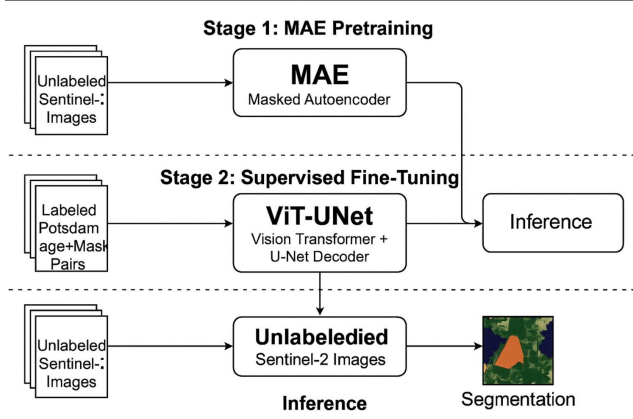 Stage 1: MAE Pretraining
Unlabeled
Sentinel-:
Images
MAE
Masked Autoencoder
Stage 2: Supervised Fine-Tuning
Labeled
Potsdam
age+Mask
Pairs
ViT-UNet
Vision Transformer +
U-Net Decoder
Inference
Unlabeled
Sentinel-:
Images
Unlabeledied
Sentinel-2 Images
Segmentation
Inference